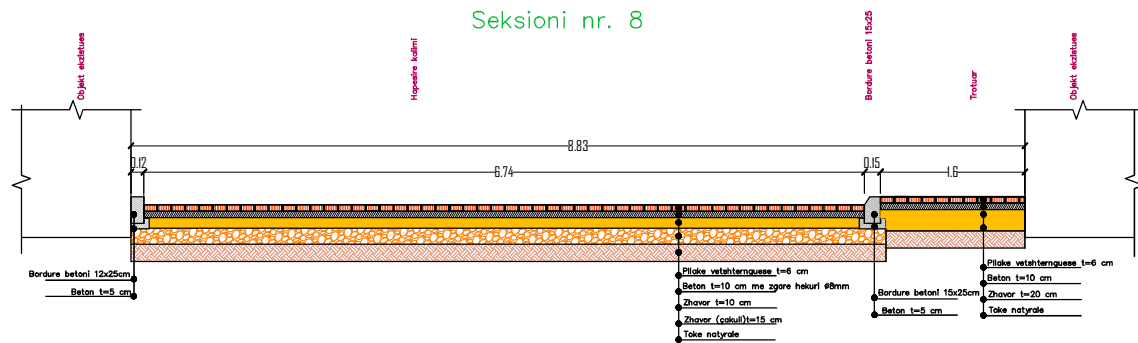 Seksioni nr. 8
Objekt ekzistues
Hapesire kalimi
Bordure betoni 15x25
Trotuar
Objekt ekzistues
8.83
0.12
6.74
0.15
1.6
Bordure betoni 12x25cm
Beton t=5 cm
Pllake vetshternguese t=6 cm
Beton t=10 cm me zgare hekuri ø8mm
Zhavor t=10 cm
Zhavor (çakull)t=15 cm
Toke natyrale
Bordure betoni 15x25cm
Beton t=5 cm
Pllake vetshternguese t=6 cm
Beton t=10 cm
Zhavor t=20 cm
Toke natyrale